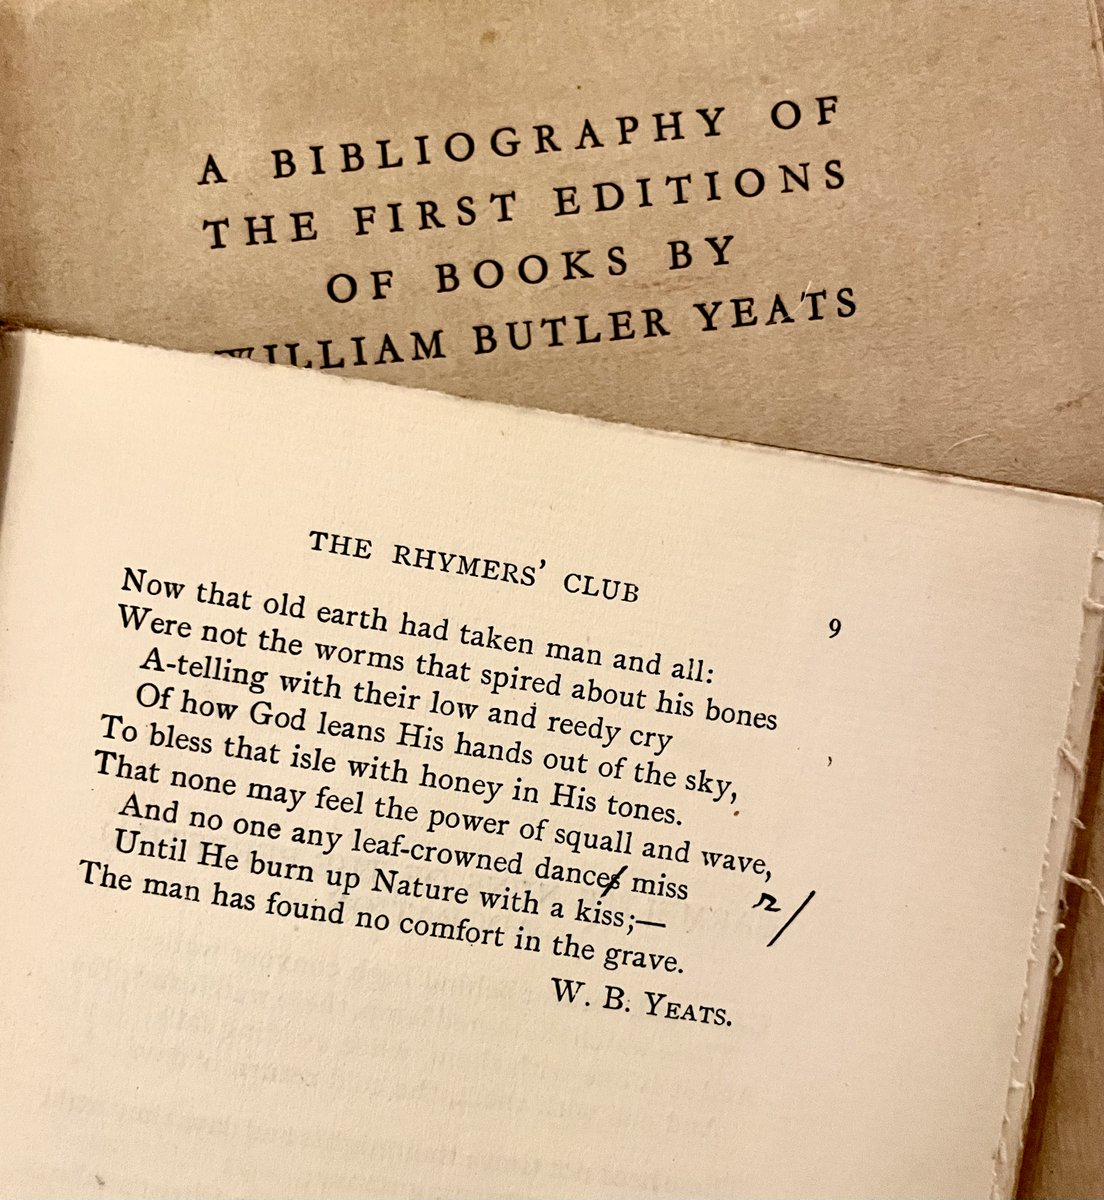 A BIBLIOGRAPHY OF
THE FIRST EDITIONS
OF BOOKS BY
WILLIAM BUTLER YEATS
THE RHYMERS' CLUB
9
Now that old earth had taken man and all:
Were not the worms that spired about his bones
A-telling with their low and reedy cry
Of how God leans His hands out of the sky,
To bless that isle with honey in His tones.
That none may feel the power of squall and wave,
And no one any leaf-crowned dances miss
r/
Until He burn up Nature with a kiss;—
The man has found no comfort in the grave.
W. B. YEATS.